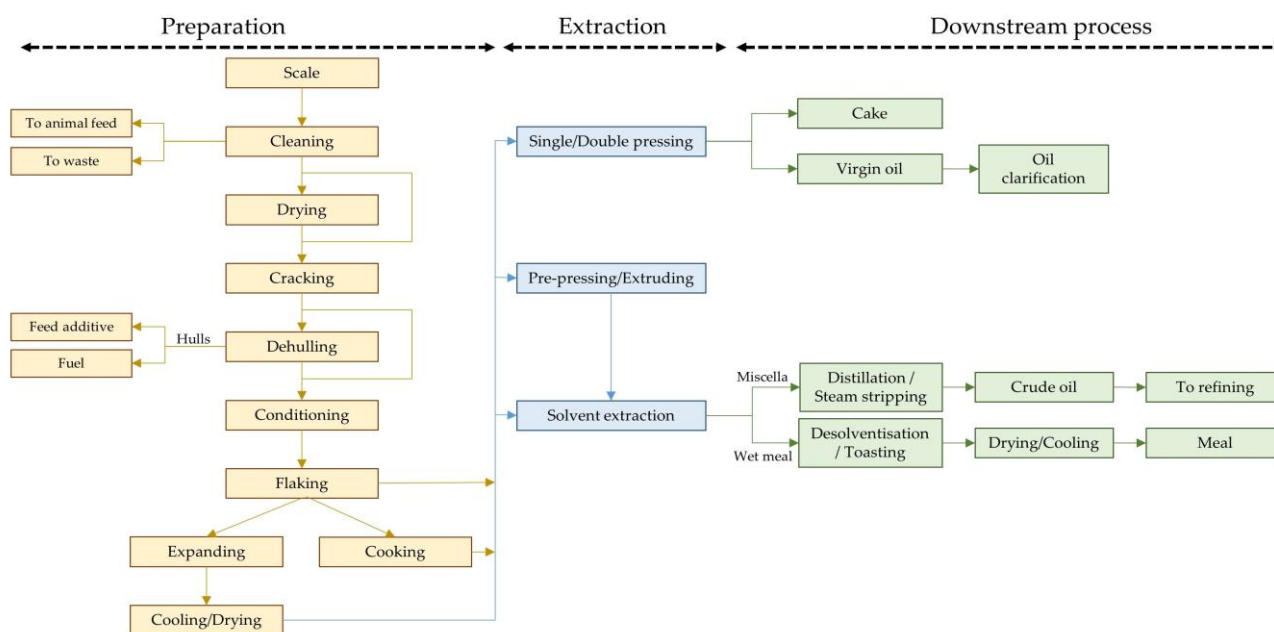 Preparation
Extraction
Downstream process
Scale
To animal feed
Cleaning
To waste
Drying
Cracking
Feed additive
Hulls
Dehulling
Fuel
Conditioning
Flaking
Expanding
Cooking
Cooling/Drying
Single/Double pressing
Pre-pressing/Extruding
Solvent extraction
Cake
Virgin oil
Oil
clarification
Miscella
Distillation /
Steam stripping
Crude oil
To refining
Wet meal
Desolventisation
/ Toasting
Drying/Cooling
Meal